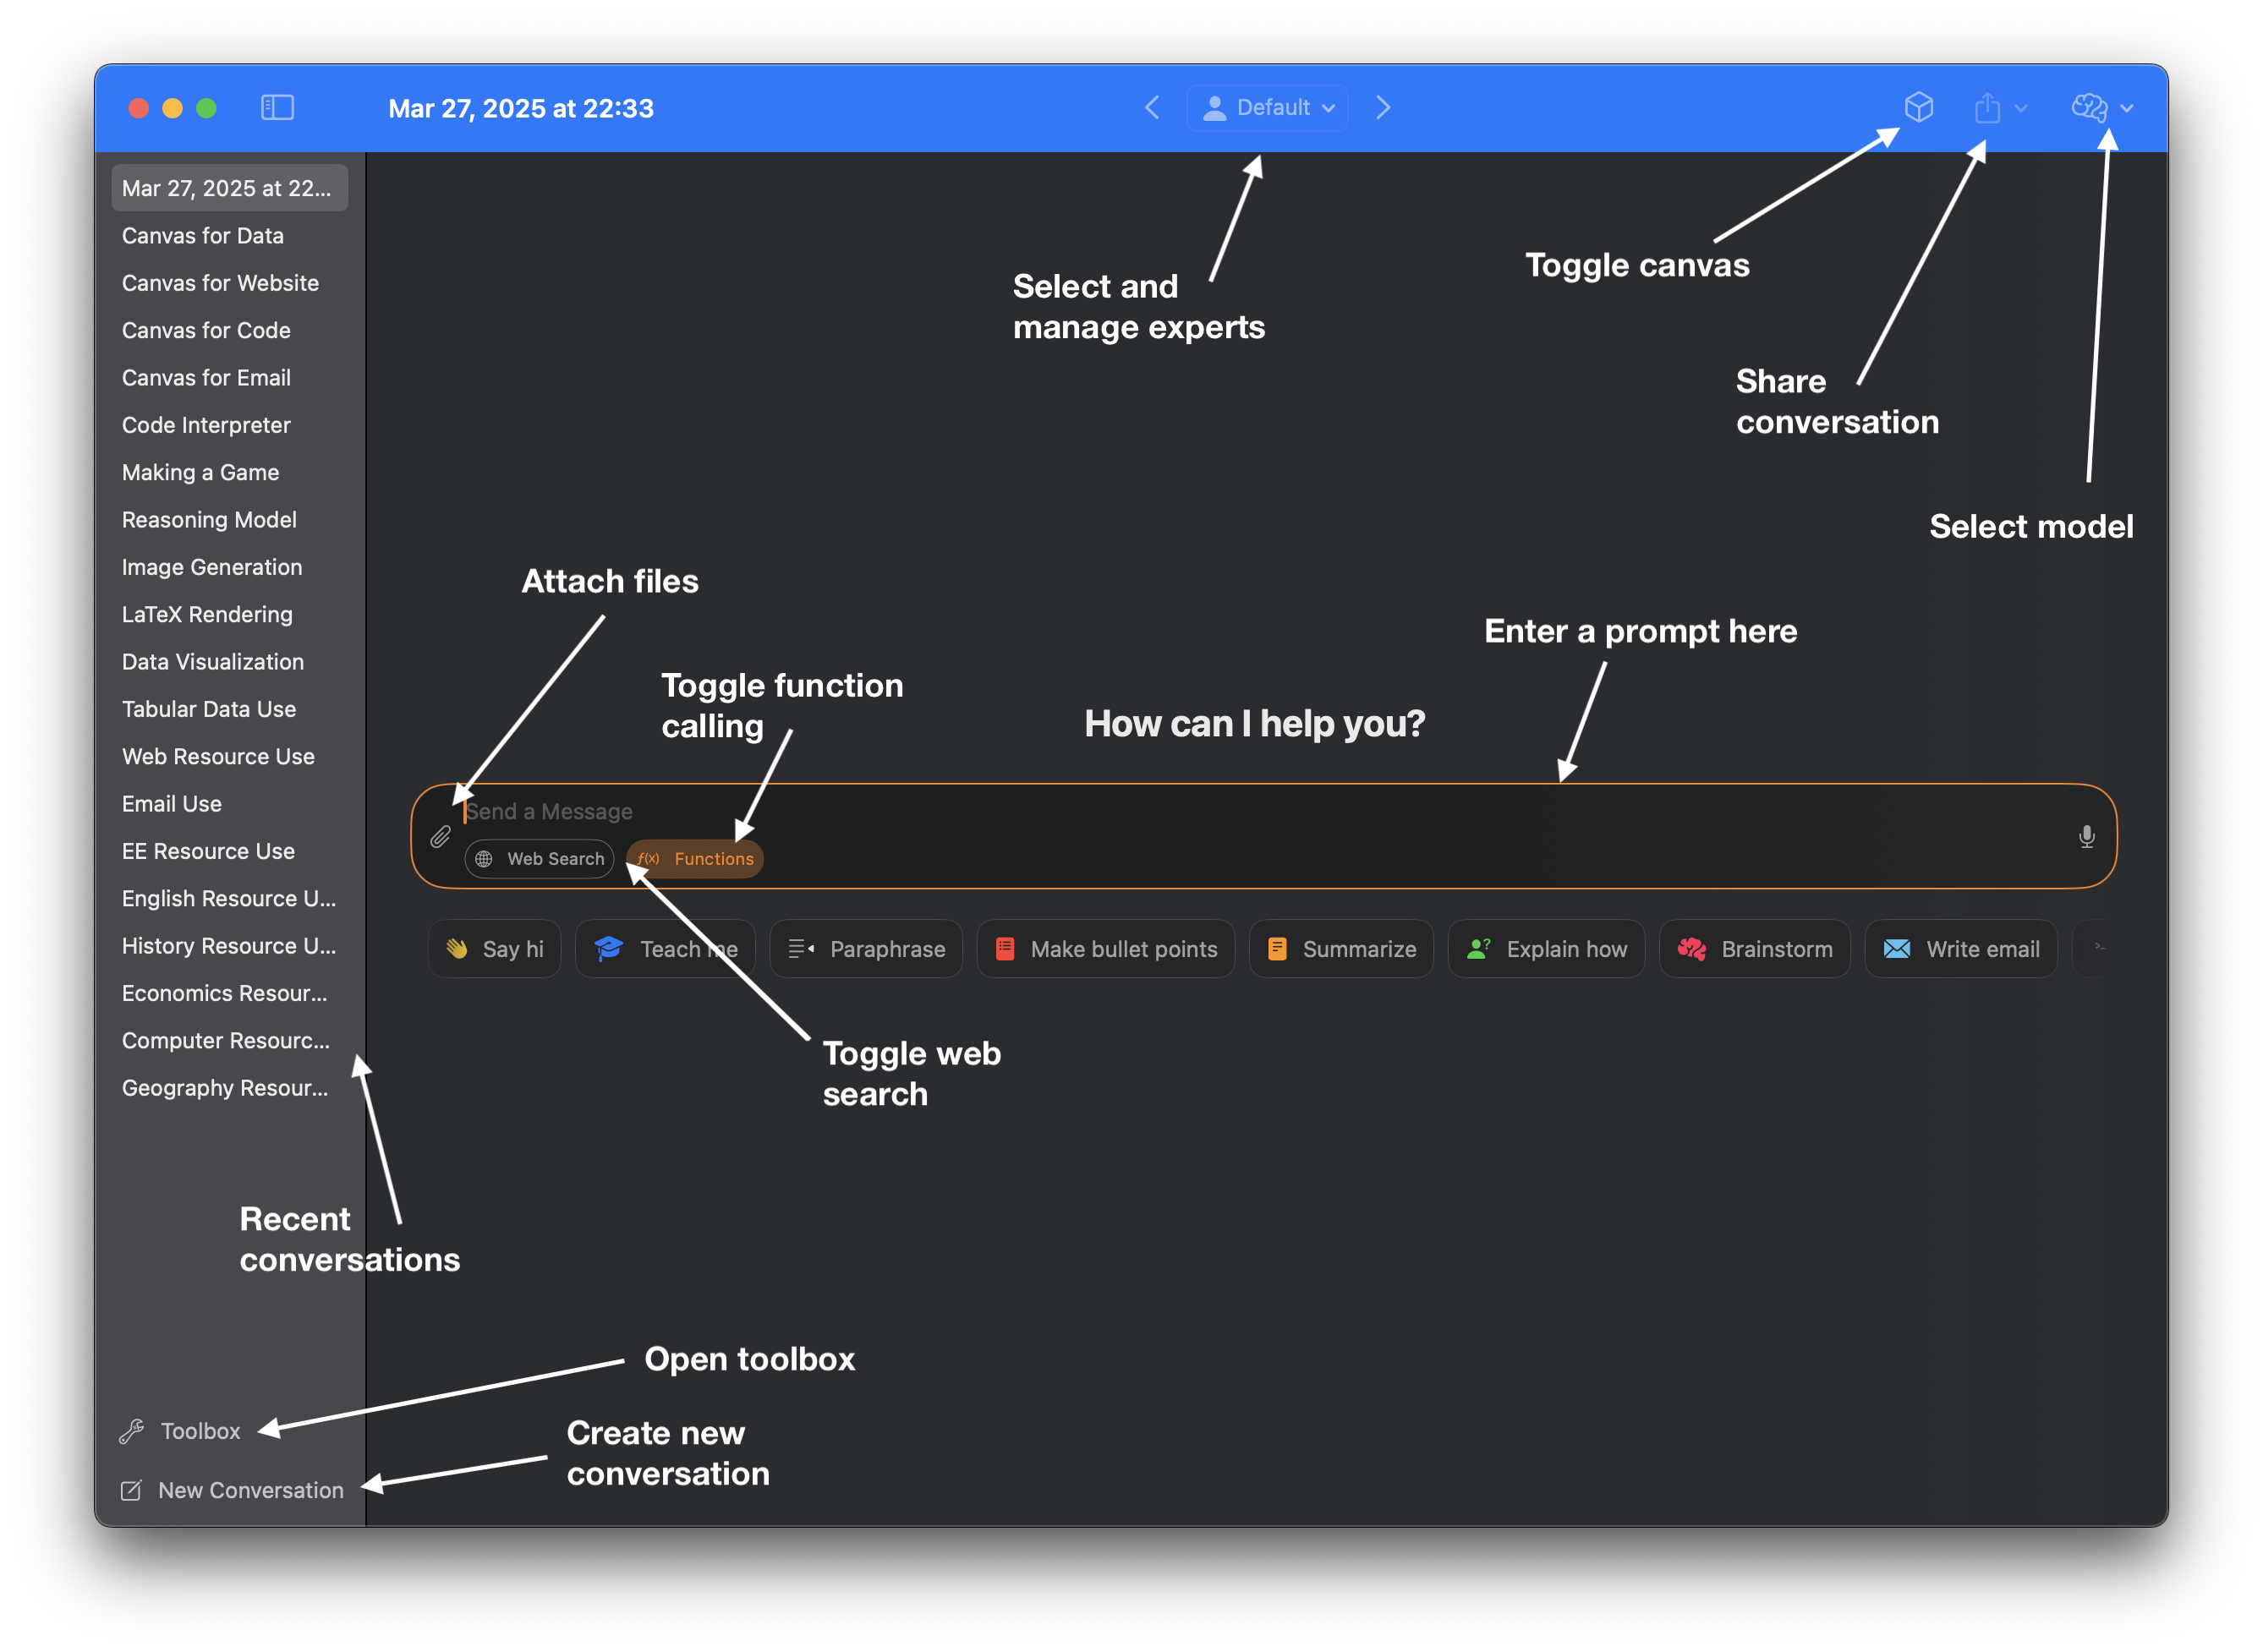 Mar 27, 2025 at 22:33
Default
Mar 27, 2025 at 22...
Canvas for Data
Canvas for Website
Canvas for Code
Canvas for Email
Code Interpreter
Making a Game
Reasoning Model
Image Generation
LaTeX Rendering
Data Visualization
Tabular Data Use
Web Resource Use
Email Use
EE Resource Use
English Resource U...
History Resource U...
Economics Resour...
Computer Resourc...
Geography Resour...
Recent
conversations
Toolbox
New Conversation
Select and
manage experts
Toggle canvas
Share
conversation
Select model
Attach files
Toggle function
calling
Enter a prompt here
How can I help you?
Send a Message
Web Search
f(x) Functions
Say hi
Teach me
Paraphrase
Make bullet points
Summarize
Explain how
Brainstorm
Write email
Toggle web
search
Open toolbox
Create new
conversation